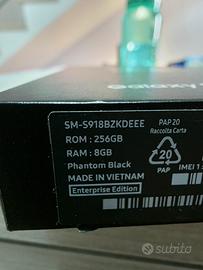 Galaxy
SM-S918BZKDEEE
ROM : 256GB
RAM : 8GB
Phantom Black
MADE IN VIETNAM
Enterprise Edition
PAP 20
Raccolta Carta
20
PAP
IMEI 1
subito